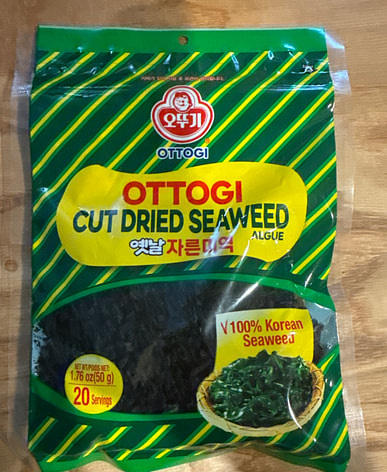 오뚜기
OTTOGI
OTTOGI
CUT DRIED SEAWEED
ALGUE
옛날 자른미역
√100% Korean
Seaweed
NET WT/POIDS NET:
1.76 oz(50 g)
20 Servings